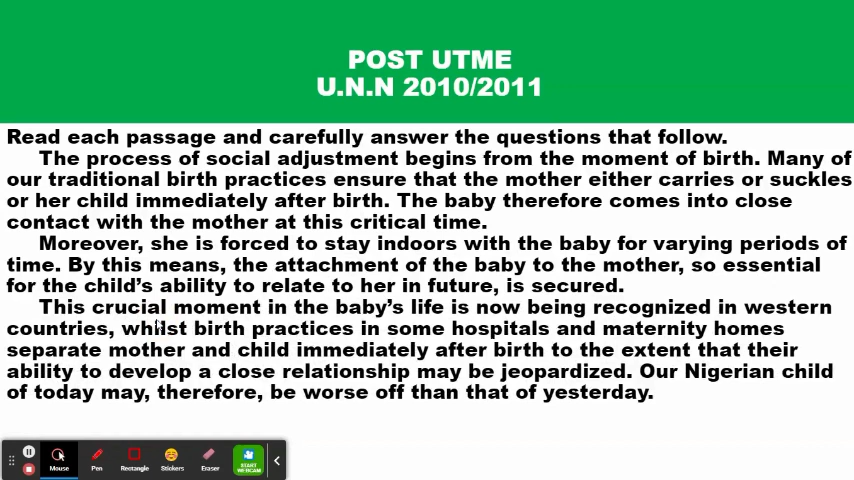 POST UTME
U.N.N 2010/2011
Read each passage and carefully answer the questions that follow.
The process of social adjustment begins from the moment of birth. Many of
our traditional birth practices ensure that the mother either carries or suckles
or her child immediately after birth. The baby therefore comes into close
contact with the mother at this critical time.
Moreover, she is forced to stay indoors with the baby for varying periods of
time. By this means, the attachment of the baby to the mother, so essential
for the child's ability to relate to her in future, is secured.
This crucial moment in the baby's life is now being recognized in western
countries, whilst birth practices in some hospitals and maternity homes
separate mother and child immediately after birth to the extent that their
ability to develop a close relationship may be jeopardized. Our Nigerian child
of today may, therefore, be worse off than that of yesterday.
Mouse Pen Rectangle Stickers Eraser START WEBCAM